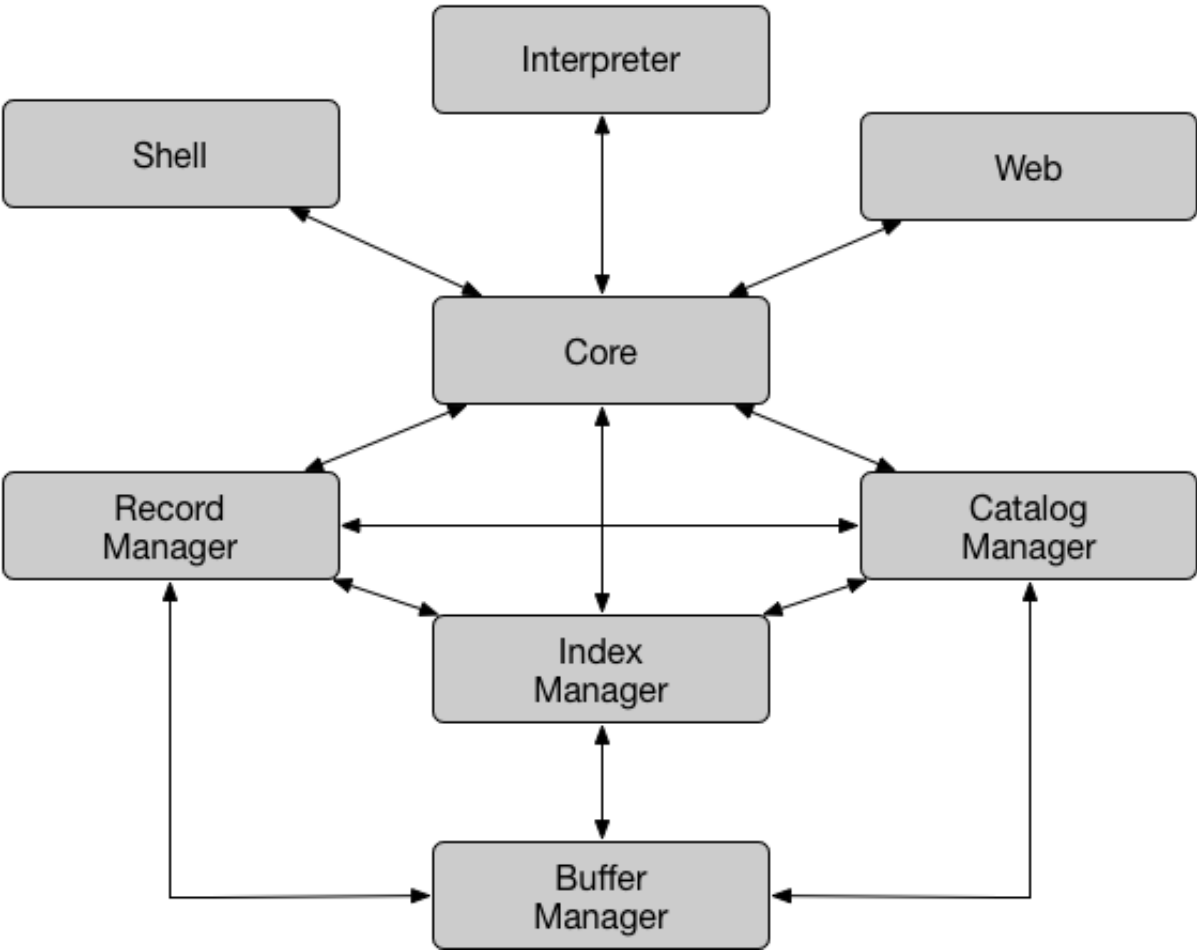 Interpreter
Shell
Web
Core
Record
Manager
Catalog
Manager
Index
Manager
Buffer
Manager